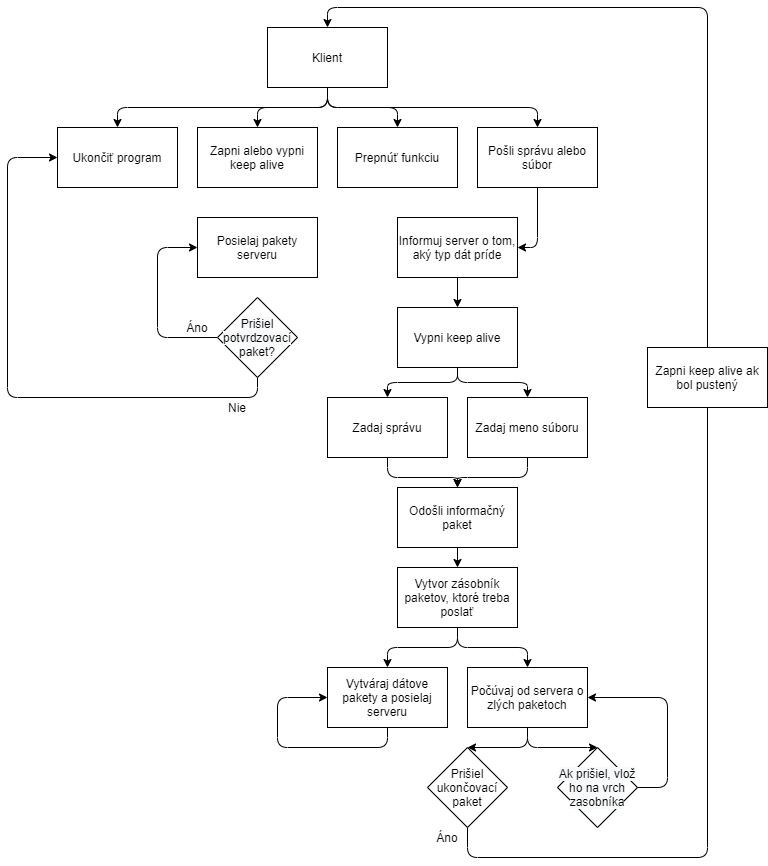 Klient
Ukončiť program
Zapni alebo vypni
keep alive
Prepnúť funkciu
Pošli správu alebo
súbor
Posielaj pakety
serveru
Informuj server o tom,
aký typ dát príde
Áno
Prišiel
potvrdzovací
paket?
Nie
Vypni keep alive
Zapni keep alive ak
bol pustený
Zadaj správu
Zadaj meno súboru
Odošli informačný
paket
Vytvor zásobník
paketov, ktoré treba
poslať
Vytváraj dátove
pakety a posielaj
serveru
Počúvaj od servera o
zlých paketoch
Prišiel
ukončovací
paket
Ak prišiel, vlož
ho na vrch
zasobníka
Áno